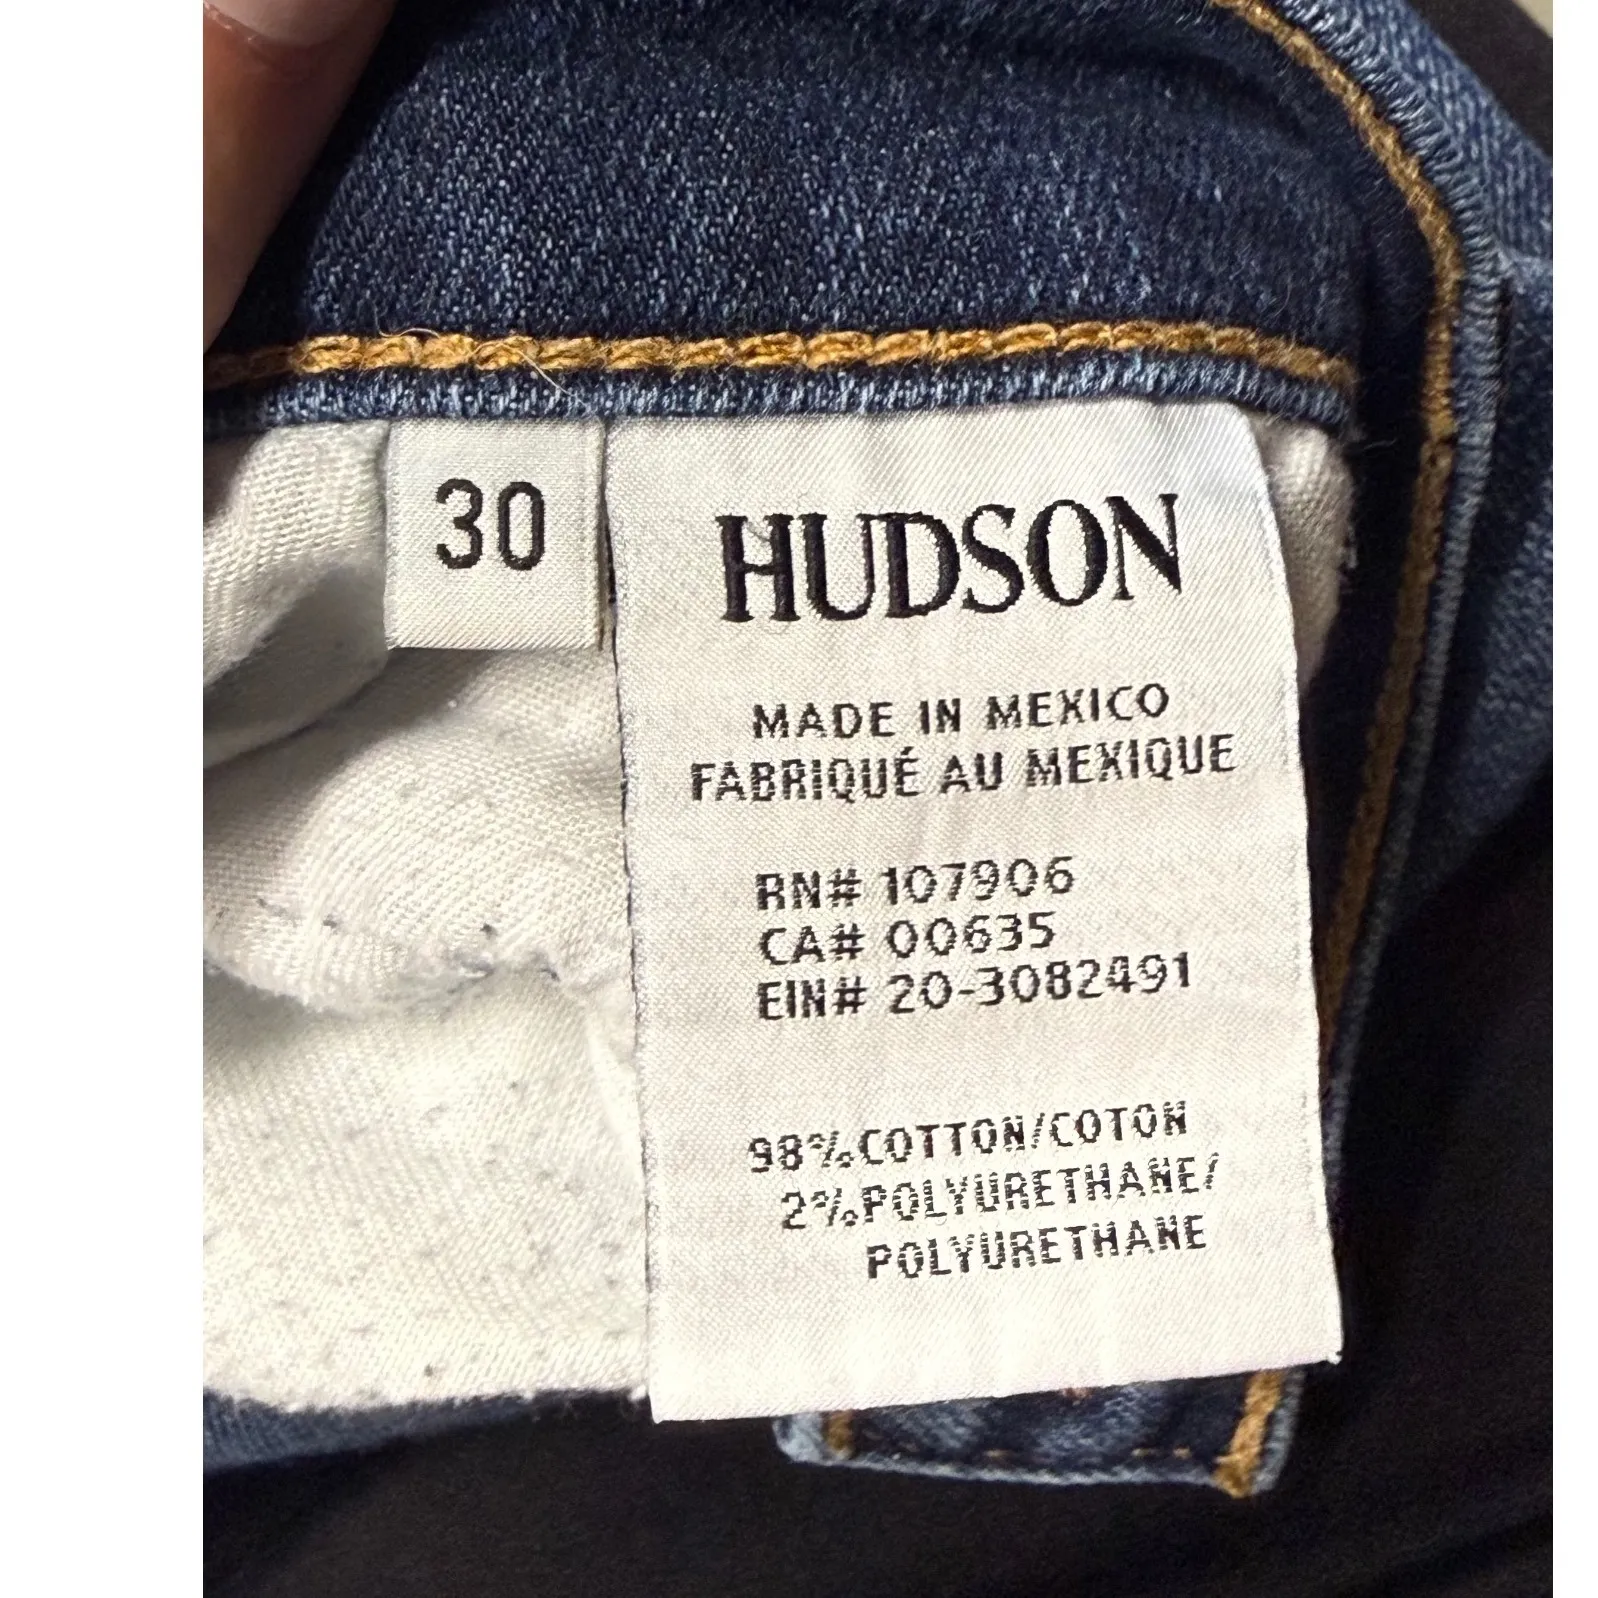 30
HUDSON
MADE IN MEXICO
FABRIQUÉ AU MEXIQUE
RN# 107906
CA# 00635
EIN# 20-3082491
98%COTTON/COTON
2%POLYURETHANE/
POLYURETHANE